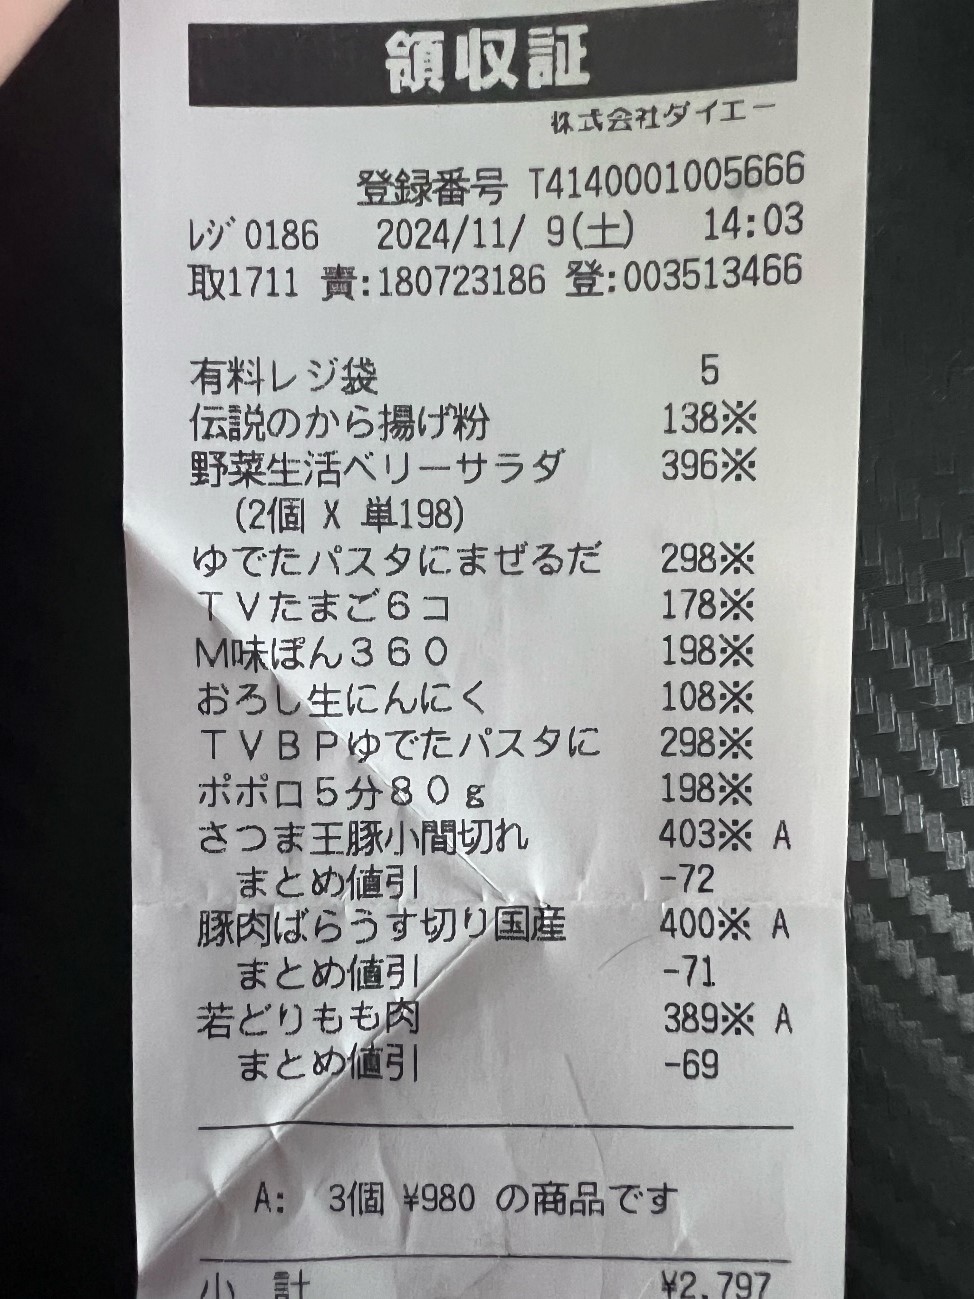 領収証
株式会社ダイエー
登録番号 T4140001005666
レジ0186 2024/11/ 9(土) 14:03
取1711 責:180723186 登:003513466
有料レジ袋 5
伝説のから揚げ粉 138※
野菜生活ベリーサラダ 396※
(2個 X 単198)
ゆでたパスタにまぜるだ 298※
TVたまご6コ 178※
M味ぽん360 198※
おろし生にんにく 108※
TVBPゆでたパスタに 298※
ポポロ5分80g 198※
さつま王豚小間切れ 403※ A
まとめ値引 -72
豚肉ばらうす切り国産 400※ A
まとめ値引 -71
若どりもも肉 389※ A
まとめ値引 -69
A: 3個 ¥980 の商品です
小計 ¥2,797